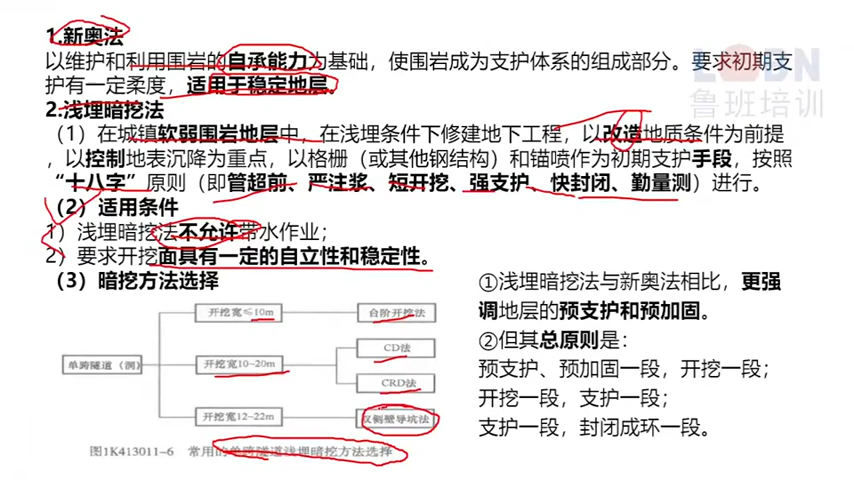 1.新奥法
以维护和利用围岩的自承能力为基础，使围岩成为支护体系的组成部分。要求初期支
护有一定柔度，适用于稳定地层。
2.浅埋暗挖法
（1）在城镇软弱围岩地层中，在浅埋条件下修建地下工程，以改造地质条件为前提
，以控制地表沉降为重点，以格栅（或其他钢结构）和锚喷作为初期支护手段，按照
“十八字”原则（即管超前、严注浆、短开挖、强支护、快封闭、勤量测）进行。
（2）适用条件
1）浅埋暗挖法不允许带水作业；
2）要求开挖面具有一定的自立性和稳定性。
（3）暗挖方法选择
单跨隧道（洞）
开挖宽≤10m
台阶开挖法
开挖宽10~20m
CD法
CRD法
开挖宽12~22m
双侧壁导坑法
图1K413011-6 常用的单跨隧道浅埋暗挖方法选择
①浅埋暗挖法与新奥法相比，更强
调地层的预支护和预加固。
②但其总原则是：
预支护、预加固一段，开挖一段；
开挖一段，支护一段；
支护一段，封闭成环一段。
鲁班培训